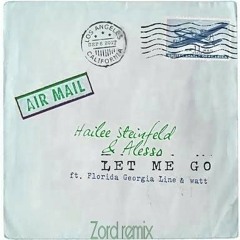 LOS ANGELES
CALIFORNIA
AIR MAIL
Hailee Steinfeld
& Alesso
LET ME GO
ft. Florida Georgia Line & watt
Zord remix